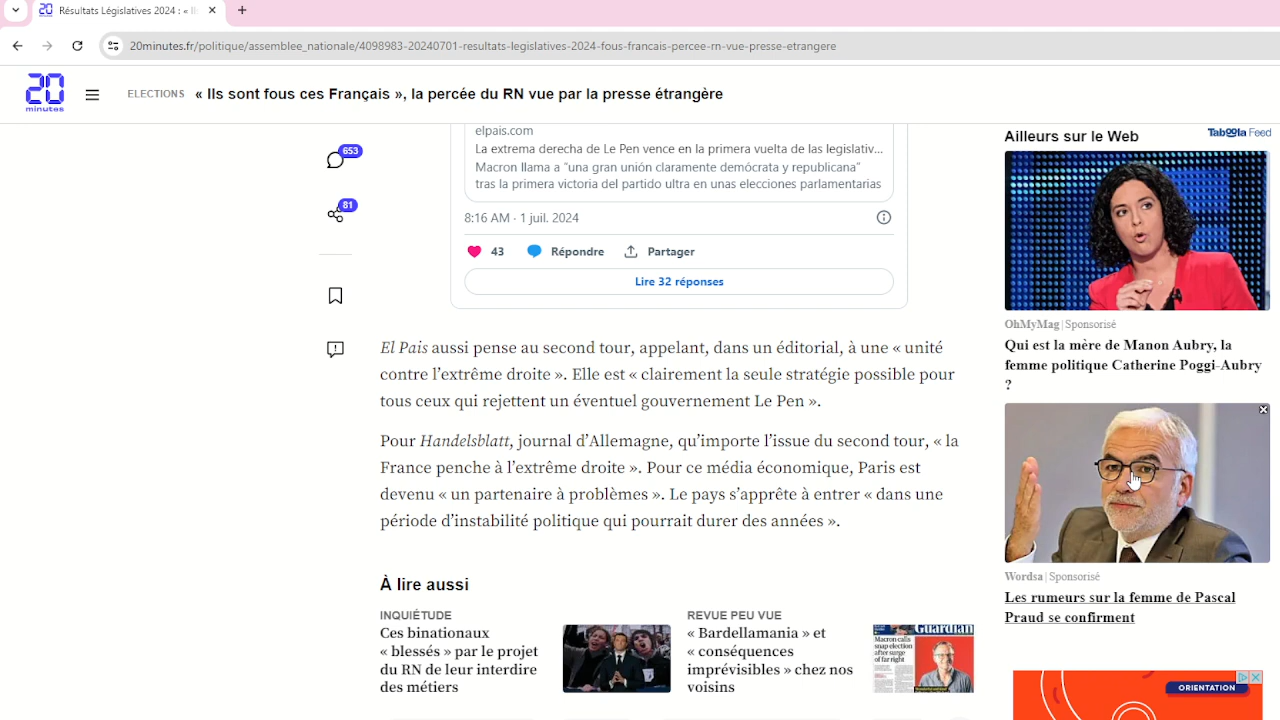 20 minutes
Résultats Législatives 2024 : « Il
20minutes.fr/politique/assemblee_nationale/4098983-20240701-resultats-legislatives-2024-fous-francais-percee-rn-vue-presse-etrangere
20
minutes
ELECTIONS « Ils sont fous ces Français », la percée du RN vue par la presse étrangère
653
81
elpais.com
La extrema derecha de Le Pen vence en la primera vuelta de las legislativ...
Macron llama a “una gran unión claramente demócrata y republicana”
tras la primera victoria del partido ultra en unas elecciones parlamentarias
8:16 AM · 1 juil. 2024
43 Répondre Partager
Lire 32 réponses
El Pais aussi pense au second tour, appelant, dans un éditorial, à une « unité
contre l’extrême droite ». Elle est « clairement la seule stratégie possible pour
tous ceux qui rejettent un éventuel gouvernement Le Pen ».
Pour Handelsblatt, journal d’Allemagne, qu’importe l’issue du second tour, « la
France penche à l’extrême droite ». Pour ce média économique, Paris est
devenu « un partenaire à problèmes ». Le pays s’apprête à entrer « dans une
période d’instabilité politique qui pourrait durer des années ».
À lire aussi
INQUIÉTUDE
Ces binationaux
« blessés » par le projet
du RN de leur interdire
des métiers
REVUE PEU VUE
« Bardellamania » et
« conséquences
imprévisibles » chez nos
voisins
Guardian
Macron calls
snap election
after surge
of far right
Ailleurs sur le Web
Taboola Feed
OhMyMag | Sponsorisé
Qui est la mère de Manon Aubry, la
femme politique Catherine Poggi-Aubry
?
Wordsa | Sponsorisé
Les rumeurs sur la femme de Pascal
Praud se confirment
ORIENTATION